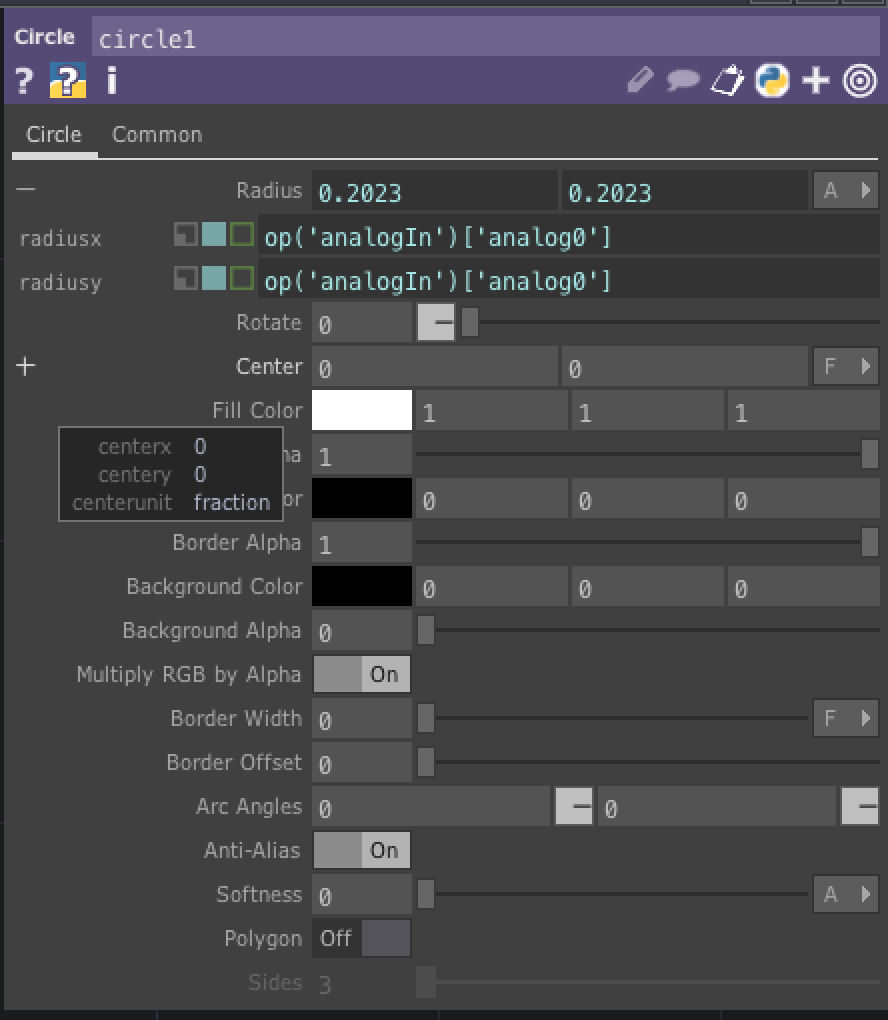 Circle circle1
? ? i
Circle Common
Radius 0.2023 0.2023 A
radiusx op('analogIn')['analog0']
radiusy op('analogIn')['analog0']
Rotate 0
Center 0 0 F
Fill Color 1 1 1
centerx 0
centery 0
centerunit fraction
ha 1
or 0 0 0
Border Alpha 1
Background Color 0 0 0
Background Alpha 0
Multiply RGB by Alpha On
Border Width 0 F
Border Offset 0
Arc Angles 0 0
Anti-Alias On
Softness 0 A
Polygon Off
Sides 3